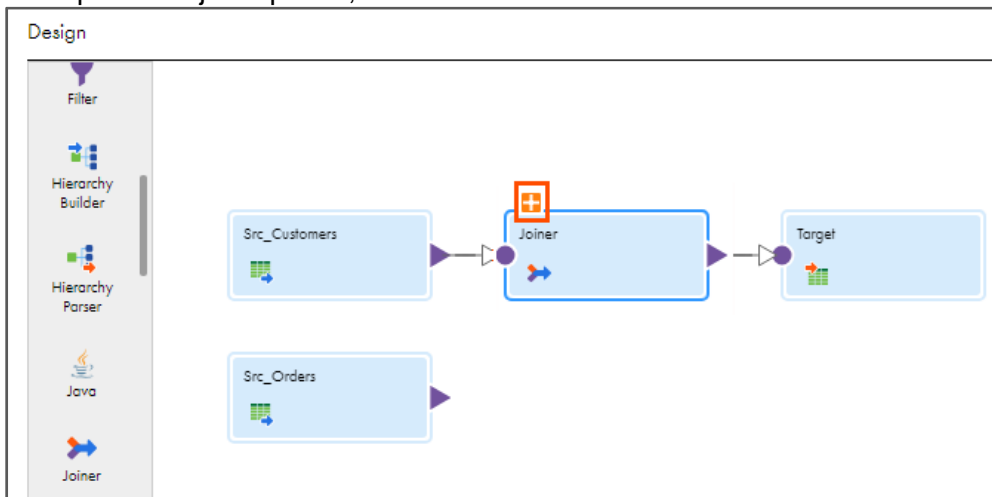 Design
Filter
Hierarchy
Builder
Hierarchy
Parser
Java
Joiner
Src_Customers
Joiner
Target
Src_Orders